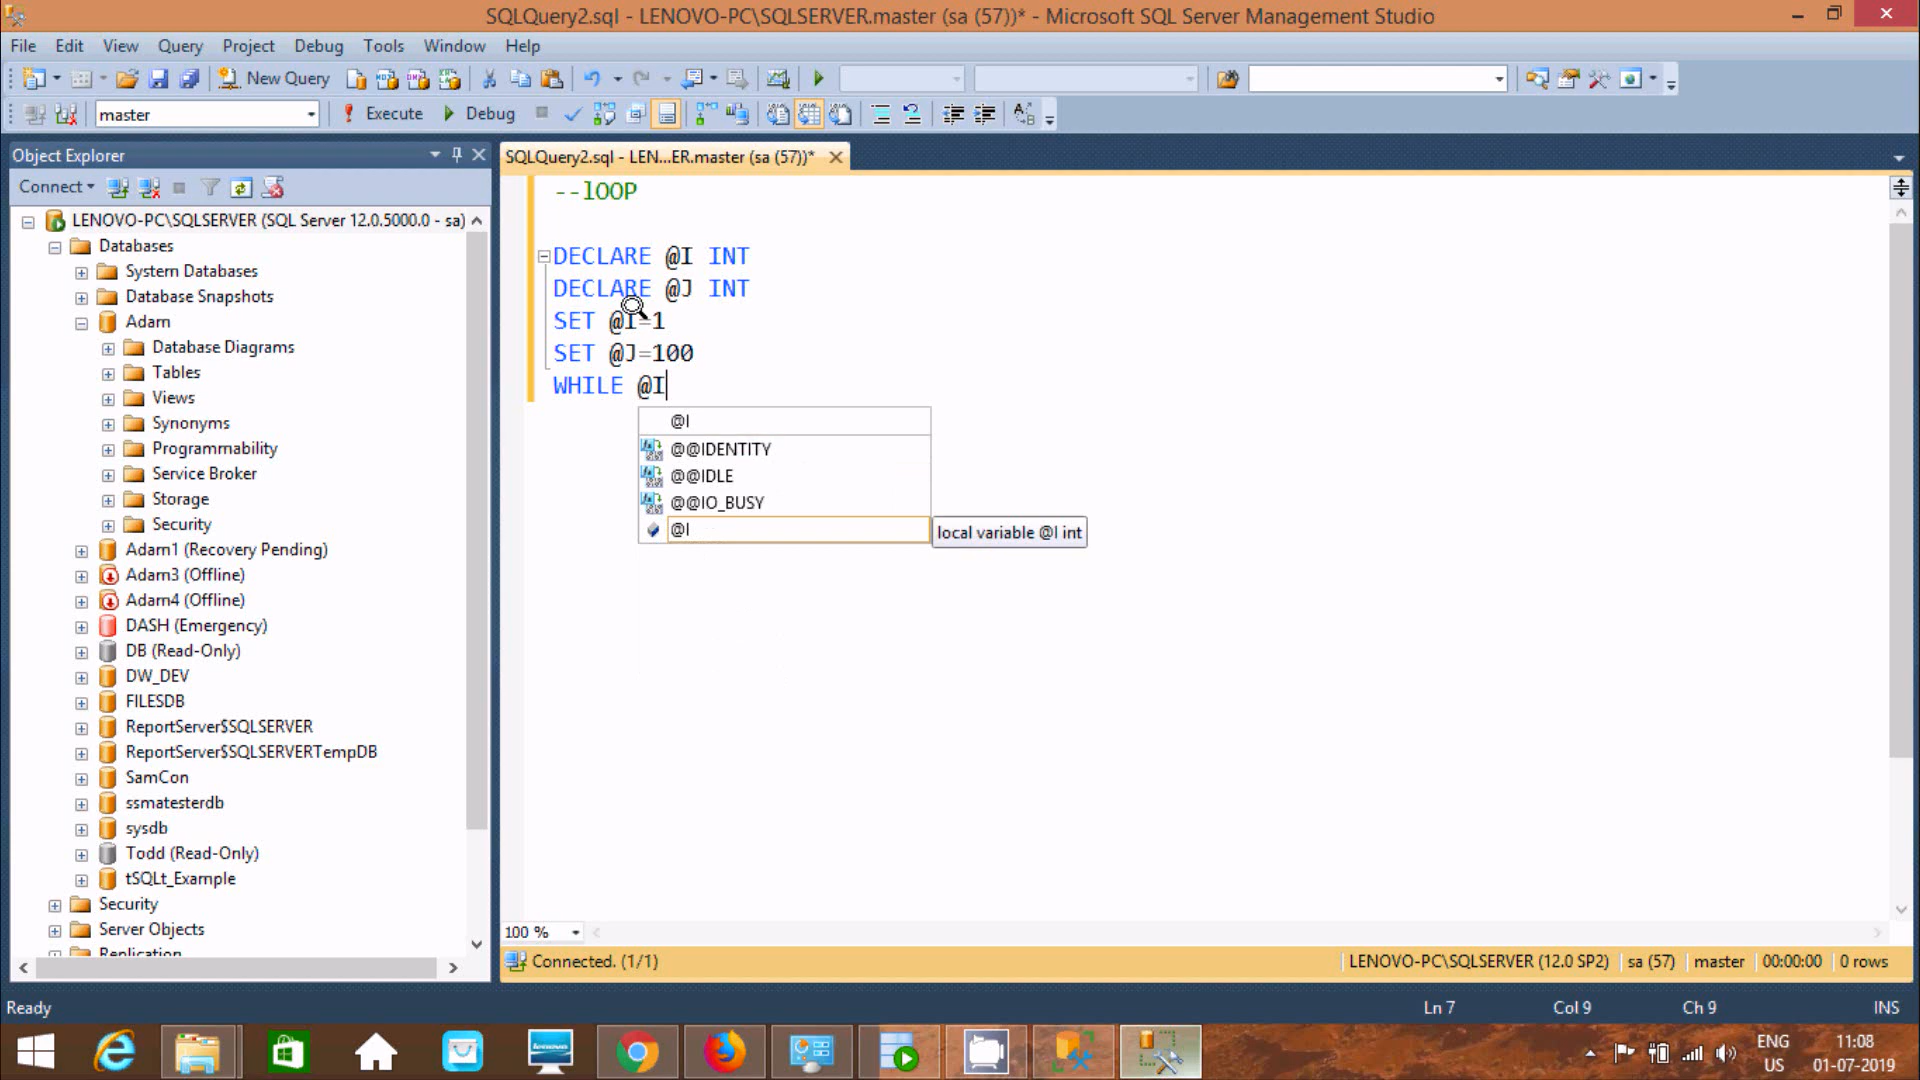 SQLQuery2.sql - LENOVO-PC\SQLSERVER.master (sa (57))* - Microsoft SQL Server Management Studio
File Edit View Query Project Debug Tools Window Help
New Query
master Execute Debug
Object Explorer
SQLQuery2.sql - LEN...ER.master (sa (57))*
Connect
LENOVO-PC\SQLSERVER (SQL Server 12.0.5000.0 - sa)
Databases
System Databases
Database Snapshots
Adam
Database Diagrams
Tables
Views
Synonyms
Programmability
Service Broker
Storage
Security
Adam1 (Recovery Pending)
Adam3 (Offline)
Adam4 (Offline)
DASH (Emergency)
DB (Read-Only)
DW_DEV
FILESDB
ReportServer$SQLSERVER
ReportServer$SQLSERVERTempDB
SamCon
ssmatesterdb
sysdb
Todd (Read-Only)
tSQLt_Example
Security
Server Objects
Replication
--lOOP
DECLARE @I INT
DECLARE @J INT
SET @I=1
SET @J=100
WHILE @I
@I
@@IDENTITY
@@IDLE
@@IO_BUSY
@I
local variable @I int
100 %
Connected. (1/1)
LENOVO-PC\SQLSERVER (12.0 SP2) sa (57) master 00:00:00 0 rows
Ready Ln 7 Col 9 Ch 9 INS
ENG
US
11:08
01-07-2019